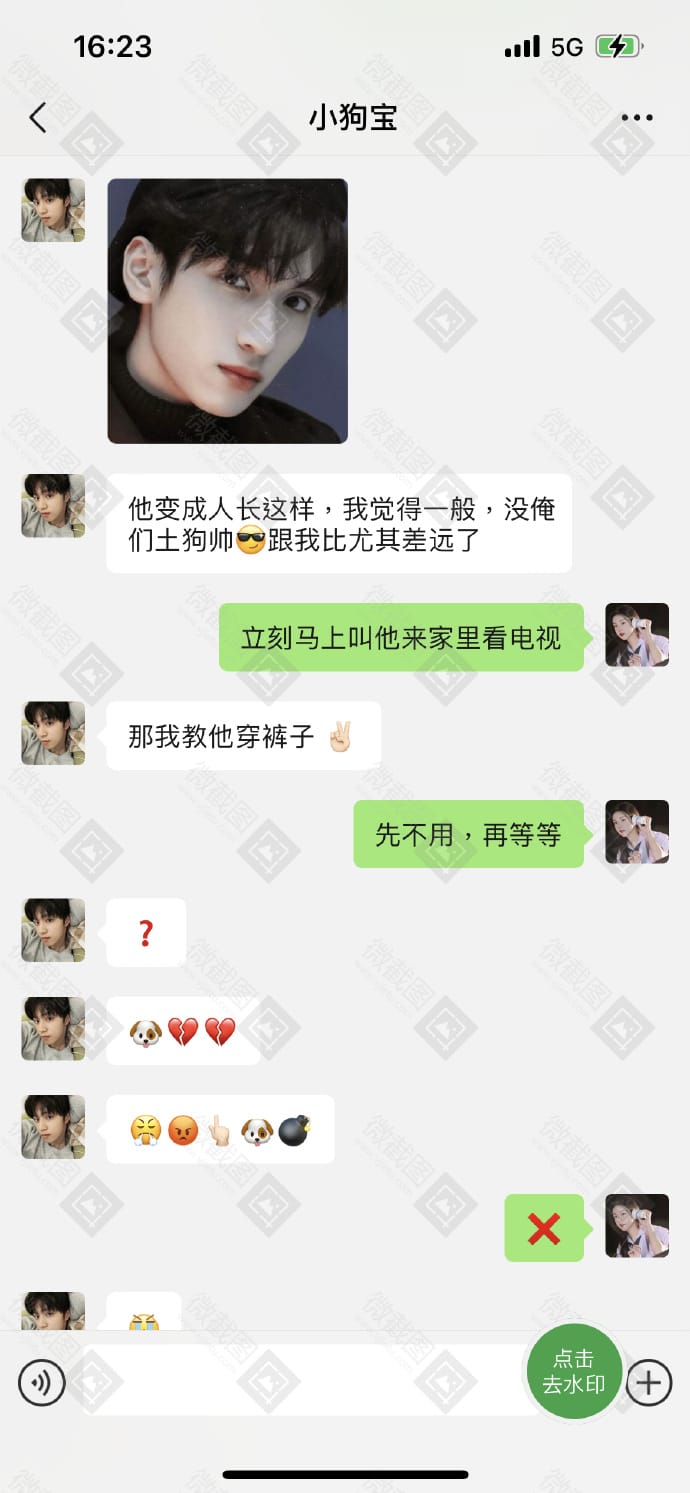 16:23
5G
小狗宝
他变成人长这样，我觉得一般，没俺
们土狗帅😎跟我比尤其差远了
立刻马上叫他来家里看电视
那我教他穿裤子✌🏻
先不用，再等等
❓
🐶💔💔
😤😡👆🏻🐶💣
❌
😭
点击
去水印
微截图